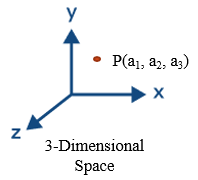 y
P(a₁, a₂, a₃)
x
z
3-Dimensional
Space